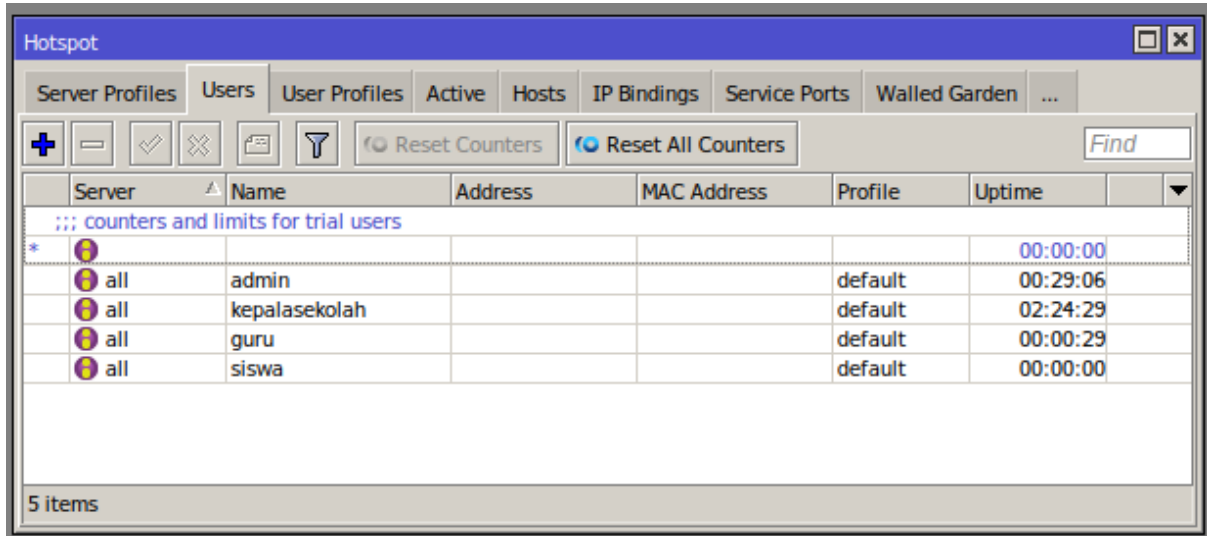 Hotspot
Server Profiles Users User Profiles Active Hosts IP Bindings Service Ports Walled Garden ...
Reset Counters Reset All Counters Find
Server Name Address MAC Address Profile Uptime
;;; counters and limits for trial users
* 00:00:00
all admin default 00:29:06
all kepalasekolah default 02:24:29
all guru default 00:00:29
all siswa default 00:00:00
5 items